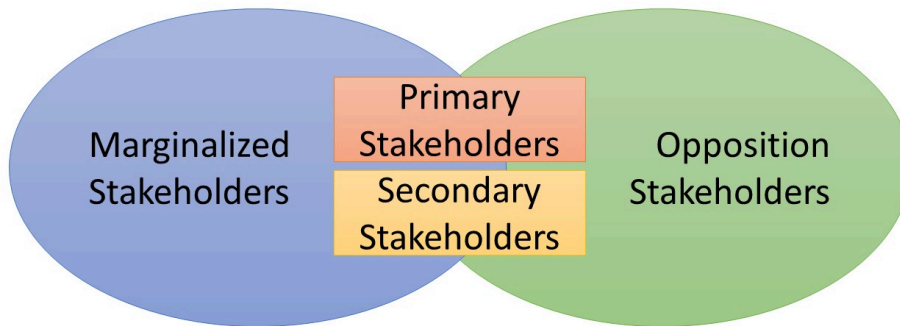 Marginalized
Stakeholders
Primary
Stakeholders
Secondary
Stakeholders
Opposition
Stakeholders